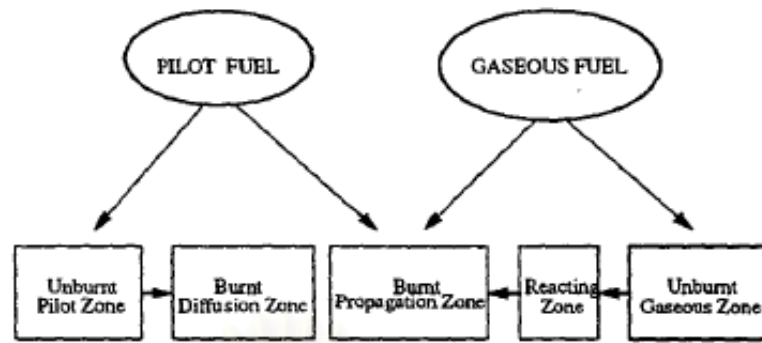 PILOT FUEL
GASEOUS FUEL
Unburnt
Pilot Zone
Burnt
Diffusion Zone
Burnt
Propagation Zone
Reacting
Zone
Unburnt
Gaseous Zone